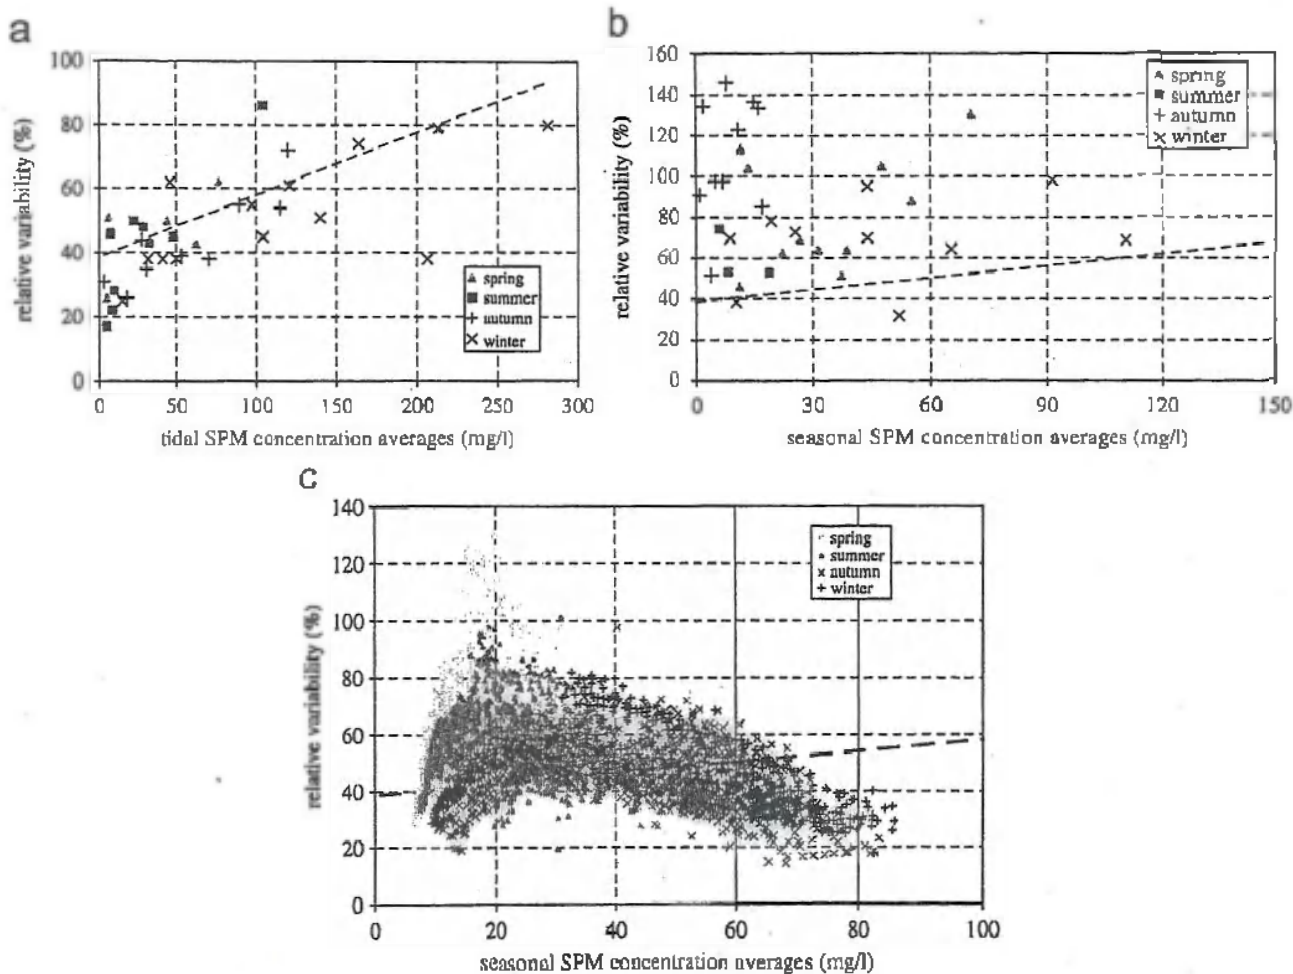 a
relative variability (%)
100
80
60
40
20
0
spring
summer
autumn
winter
0 50 100 150 200 250 300
tidal SPM concentration averages (mg/l)
b
relative variability (%)
160
140
120
100
80
60
40
20
0
spring
summer
autumn
winter
0 30 60 90 120 150
seasonal SPM concentration averages (mg/l)
c
relative variability (%)
140
120
100
80
60
40
20
0
spring
summer
autumn
winter
0 20 40 60 80 100
seasonal SPM concentration averages (mg/l)